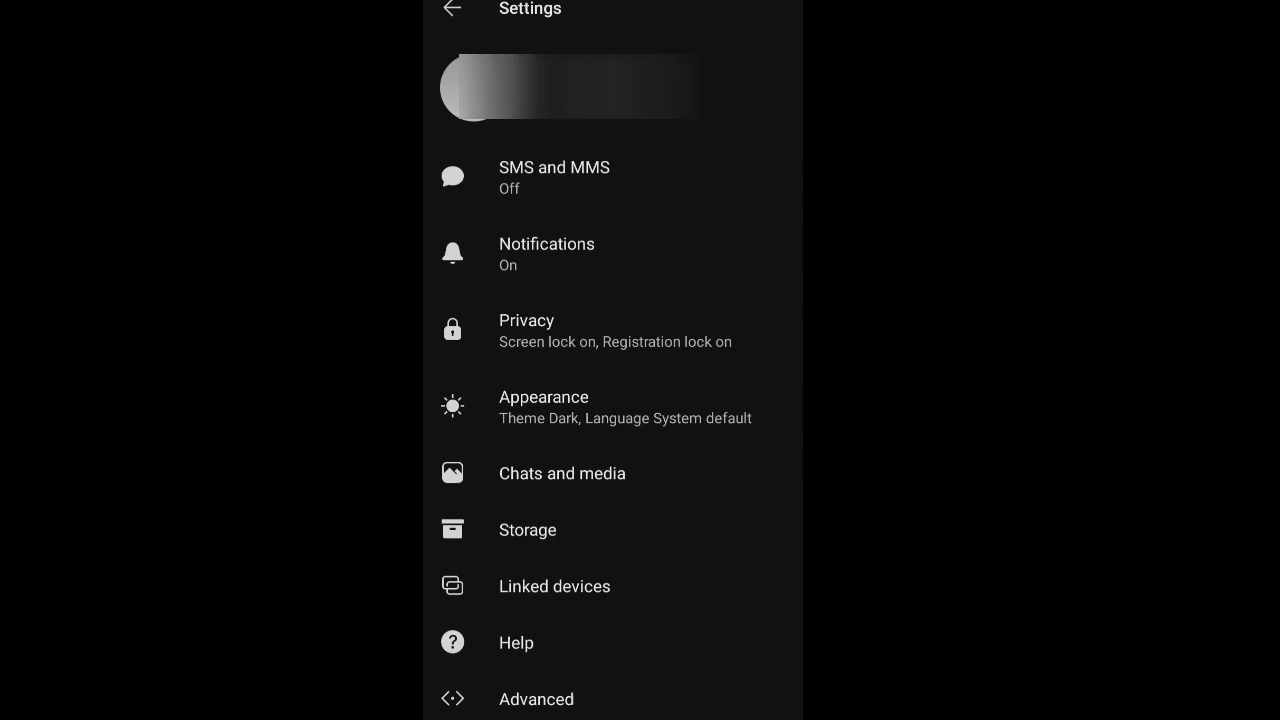 Settings
SMS and MMS
Off
Notifications
On
Privacy
Screen lock on, Registration lock on
Appearance
Theme Dark, Language System default
Chats and media
Storage
Linked devices
Help
Advanced